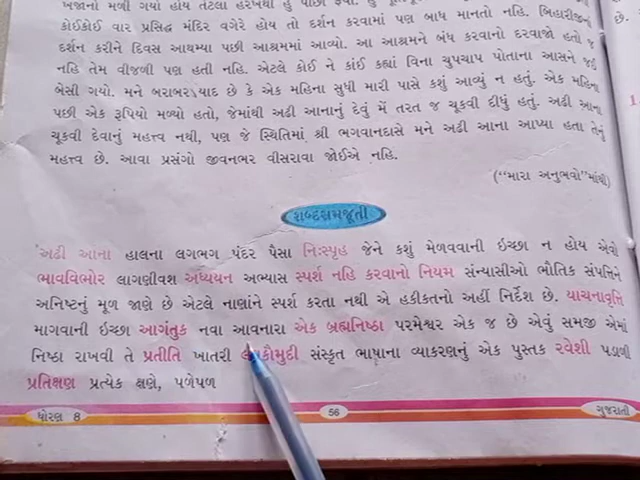 કોઈકોઈ વાર પ્રસિદ્ધ મંદિર વગેરે હોય તો દર્શન કરવામાં પણ બાધ માનતો નહિ. બિહારીજીનાં
દર્શન કરીને દિવસ આથમ્યા પછી આશ્રમમાં આવ્યો. આ આશ્રમને બંધ કરવાનો દરવાજો હતો જ
નહિ તેમ વીજળી પણ હતી નહિ. એટલે કોઈ ને કાંઈ કહ્યાં વિના ચુપચાપ પોતાના આસને જઈ
બેસી ગયો. મને બરાબર યાદ છે કે એક મહિના સુધી મારી પાસે કશું આવ્યું ન હતું. એક મહિના
પછી એક રૂપિયો મળ્યો હતો, જેમાંથી અઢી આનાનું દેવું મેં તરત જ ચૂકવી દીધું હતું. અઢી આના
ચૂકવી દેવાનું મહત્ત્વ નથી, પણ જે સ્થિતિમાં શ્રી ભગવાનદાસે મને અઢી આના આપ્યા હતા તેનું
મહત્ત્વ છે. આવા પ્રસંગો જીવનભર વીસરાવા જોઈએ નહિ.
(“મારા અનુભવો”માંથી)
શબ્દસમજૂતી
અઢી આના હાલના લગભગ પંદર પૈસા નિઃસ્પૃહ જેને કશું મેળવવાની ઇચ્છા ન હોય એવો
ભાવવિભોર લાગણીવશ અધ્યયન અભ્યાસ સ્પર્શ નહિ કરવાનો નિયમ સંન્યાસીઓ ભૌતિક સંપત્તિને
અનિષ્ટનું મૂળ જાણે છે એટલે નાણાંને સ્પર્શ કરતા નથી એ હકીકતનો અહીં નિર્દેશ છે. યાચનાવૃત્તિ
માગવાની ઇચ્છા આગંતુક નવા આવનારા એક બ્રહ્મનિષ્ઠા પરમેશ્વર એક જ છે એવું સમજી એમાં
નિષ્ઠા રાખવી તે પ્રતીતિ ખાતરી લઘુકૌમુદી સંસ્કૃત ભાષાના વ્યાકરણનું એક પુસ્તક રવેશી પડાળી
પ્રતિક્ષણ પ્રત્યેક ક્ષણે, પળેપળ
ધોરણ 8
56
ગુજરાતી